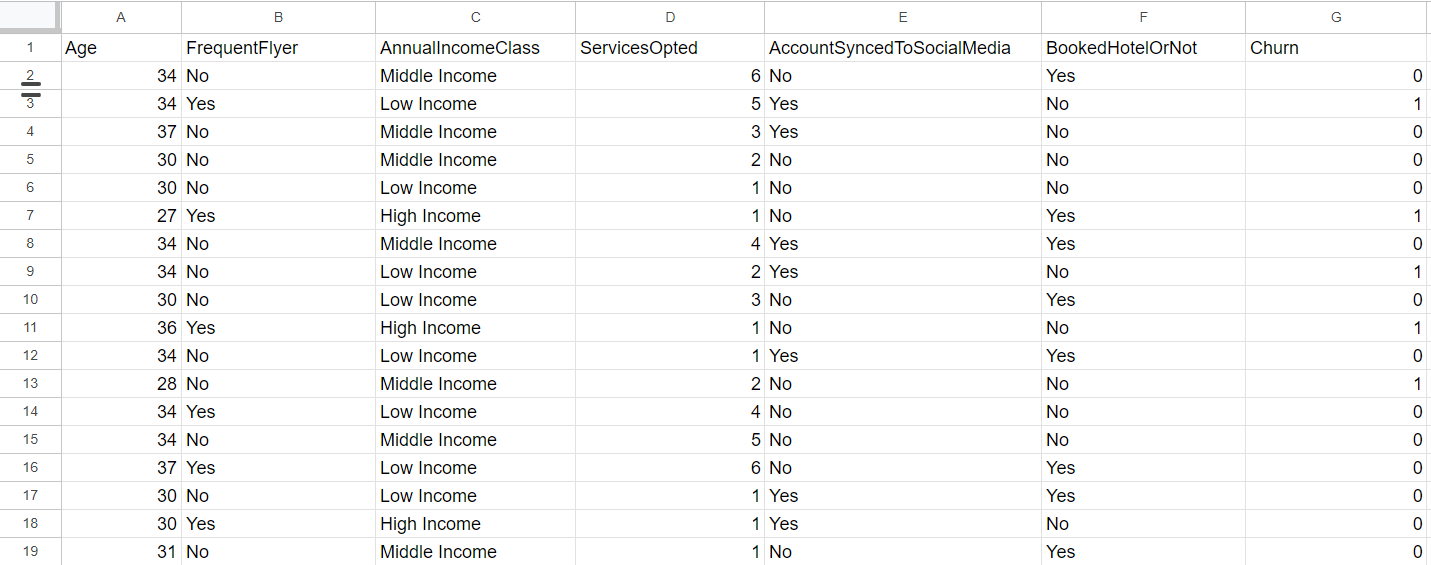 A B C D E F G
1 Age FrequentFlyer AnnualIncomeClass ServicesOpted AccountSyncedToSocialMedia BookedHotelOrNot Churn
2 34 No Middle Income 6 No Yes 0
3 34 Yes Low Income 5 Yes No 1
4 37 No Middle Income 3 Yes No 0
5 30 No Middle Income 2 No No 0
6 30 No Low Income 1 No No 0
7 27 Yes High Income 1 No Yes 1
8 34 No Middle Income 4 Yes Yes 0
9 34 No Low Income 2 Yes No 1
10 30 No Low Income 3 No Yes 0
11 36 Yes High Income 1 No No 1
12 34 No Low Income 1 Yes Yes 0
13 28 No Middle Income 2 No No 1
14 34 Yes Low Income 4 No No 0
15 34 No Middle Income 5 No No 0
16 37 Yes Low Income 6 No Yes 0
17 30 No Low Income 1 Yes Yes 0
18 30 Yes High Income 1 Yes No 0
19 31 No Middle Income 1 No Yes 0